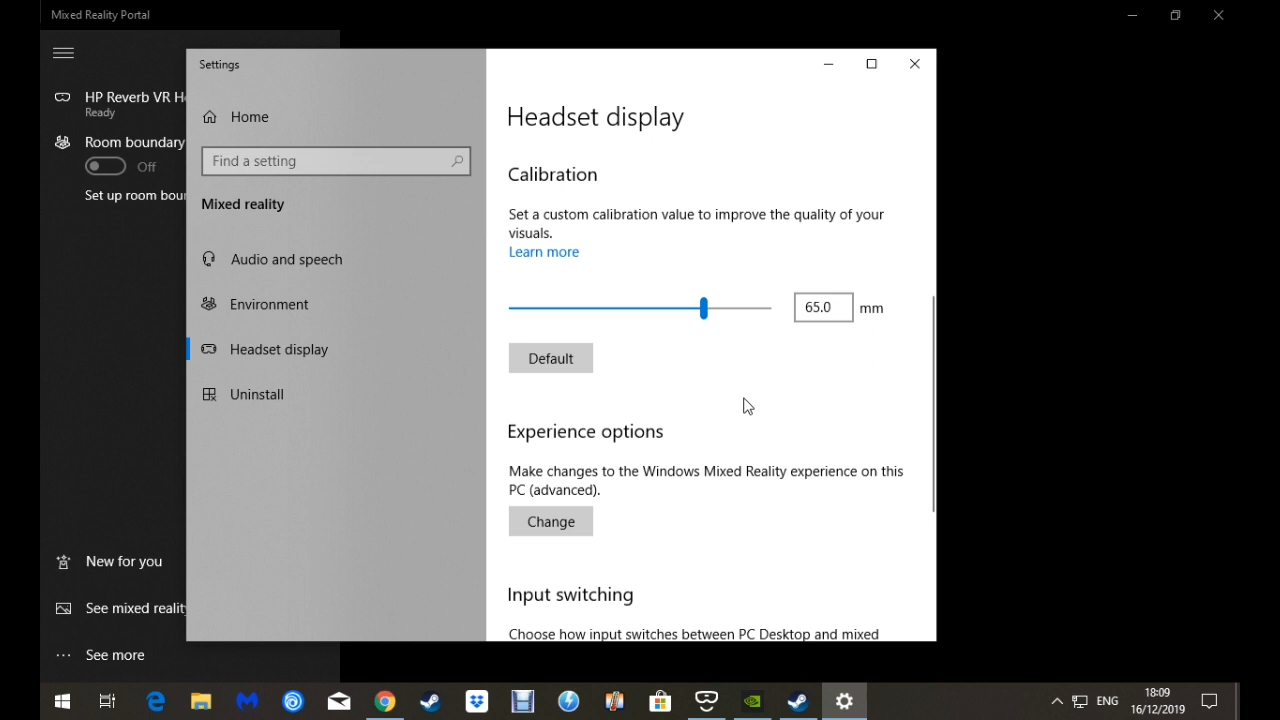 Mixed Reality Portal
HP Reverb VR H
Ready
Room boundary
Off
Set up room bou
New for you
See mixed reality
See more
Settings
Home
Find a setting
Mixed reality
Audio and speech
Environment
Headset display
Uninstall
Headset display
Calibration
Set a custom calibration value to improve the quality of your
visuals.
Learn more
65.0 mm
Default
Experience options
Make changes to the Windows Mixed Reality experience on this
PC (advanced).
Change
Input switching
Choose how input switches between PC Desktop and mixed
ENG
18:09
16/12/2019